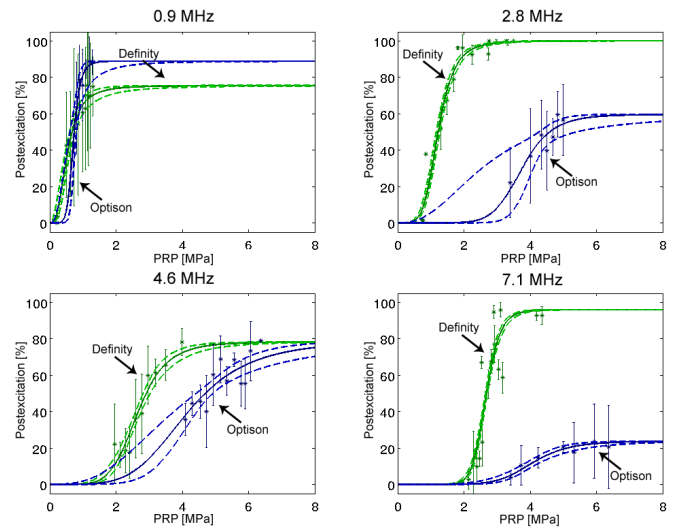 0.9 MHz
2.8 MHz
Postexcitation [%]
100
80
60
40
20
0
Definity
Optison
0 2 4 6 8
PRP [MPa]
Postexcitation [%]
100
80
60
40
20
0
Definity
Optison
0 2 4 6 8
PRP [MPa]
4.6 MHz
7.1 MHz
Postexcitation [%]
100
80
60
40
20
0
Definity
Optison
0 2 4 6 8
PRP [MPa]
Postexcitation [%]
100
80
60
40
20
0
Definity
Optison
0 2 4 6 8
PRP [MPa]